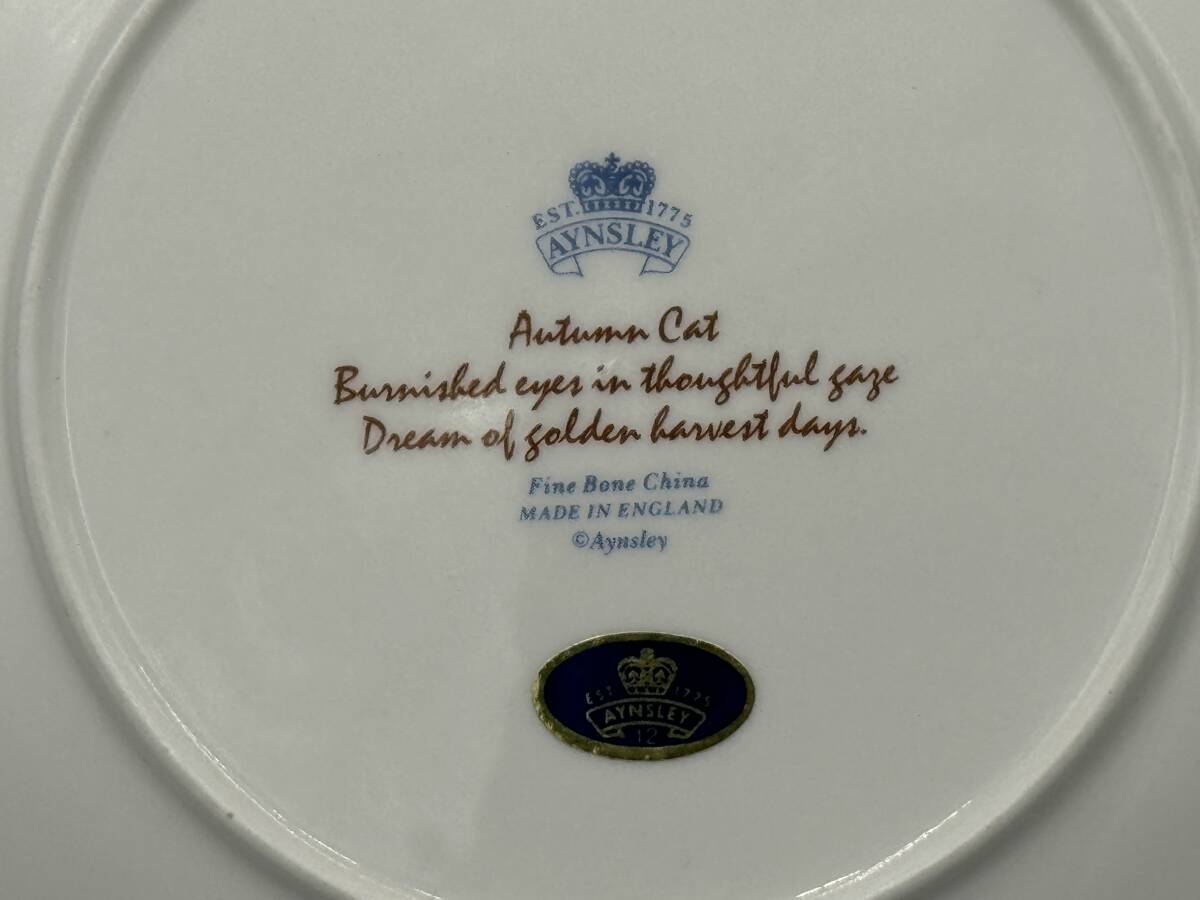 EST. 1775
AYNSLEY
Autumn Cat
Burnished eyes in thoughtful gaze
Dream of golden harvest days.
Fine Bone China
MADE IN ENGLAND
©Aynsley
EST 1775
AYNSLEY
12